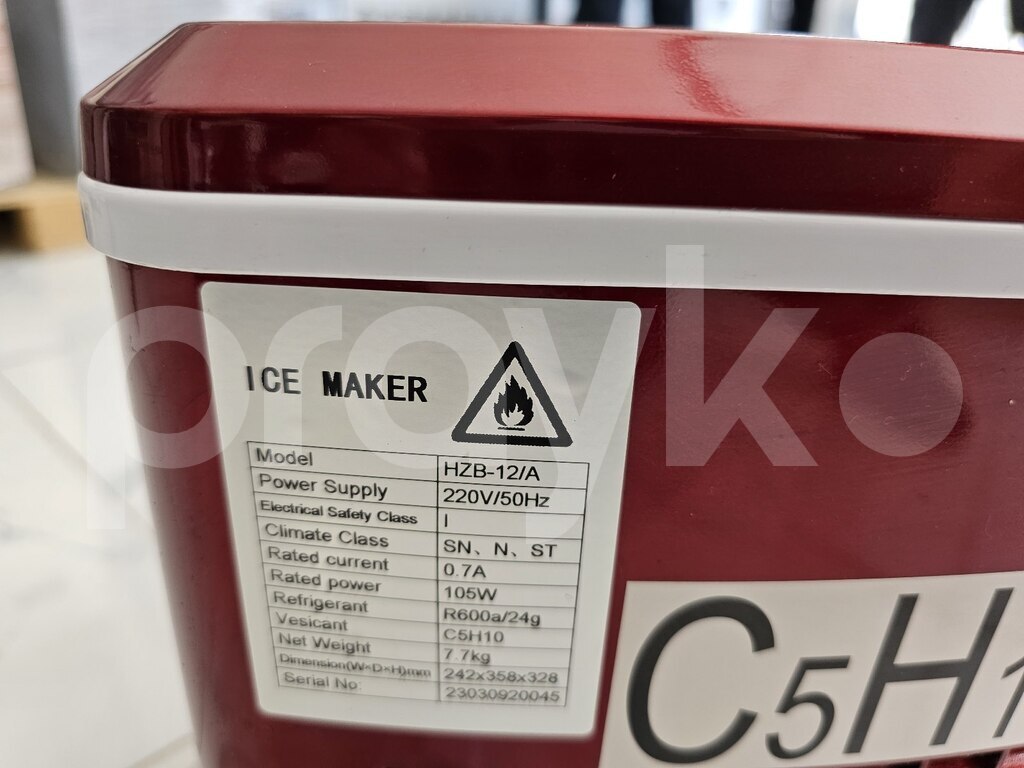 ICE MAKER
Model HZB-12/A
Power Supply 220V/50Hz
Electrical Safety Class I
Climate Class SN、N、ST
Rated current 0.7A
Rated power 105W
Refrigerant R600a/24g
Vesicant C5H10
Net Weight 7.7kg
Dimension(W×D×H)mm 242x358x328
Serial No: 23030920045
C5H1
proyk